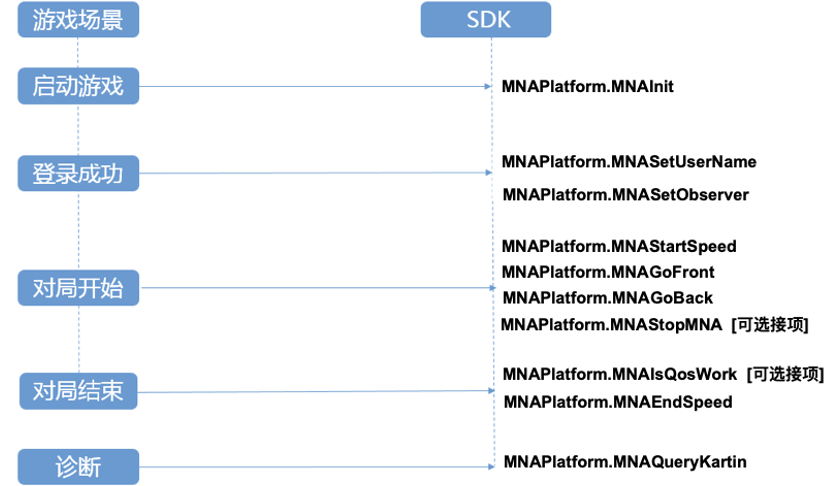 游戏场景
SDK
启动游戏
MNAPlatform.MNAInit
登录成功
MNAPlatform.MNASetUserName
MNAPlatform.MNASetObserver
对局开始
MNAPlatform.MNAStartSpeed
MNAPlatform.MNAGoFront
MNAPlatform.MNAGoBack
MNAPlatform.MNAStopMNA [可选接项]
对局结束
MNAPlatform.MNAIsQosWork [可选接项]
MNAPlatform.MNAEndSpeed
诊断
MNAPlatform.MNAQueryKartin